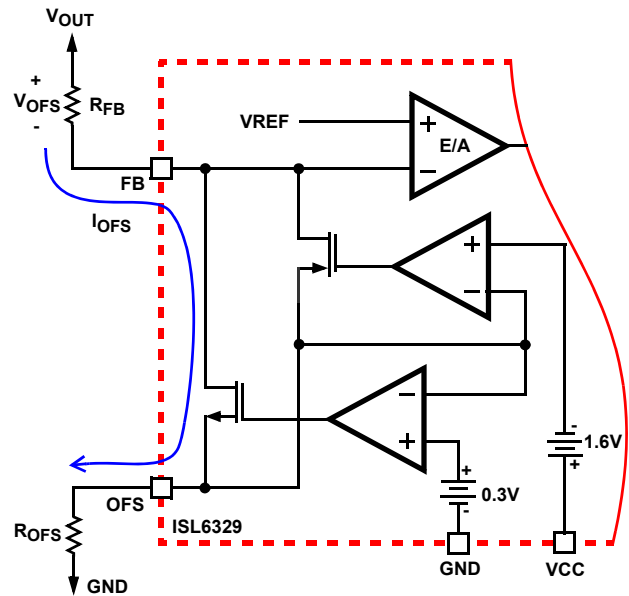 VOUT
+
VOFS
-
RFB
VREF
+
E/A
−
FB
IOFS
+
−
−
+
-
1.6V
+
+
0.3V
-
OFS
ISL6329
ROFS
GND
GND
VCC